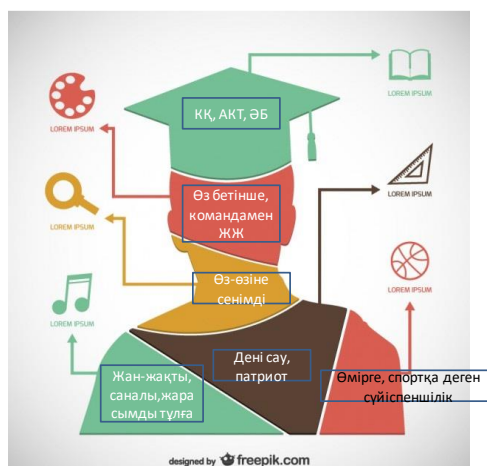 КҚ, АКТ, ӘБ
LOREM IPSUM
LOREM IPSUM
Өз бетінше,
командамен
ЖЖ
LOREM IPSUM
LOREM IPSUM
Өз-өзіне
сенімді
LOREM IPSUM
LOREM IPSUM
Дені сау,
патриот
Жан-жақты,
саналы,жара
сымды тұлға
Өмірге, спортқа деген
сүйіспеншілік
designed by freepik.com